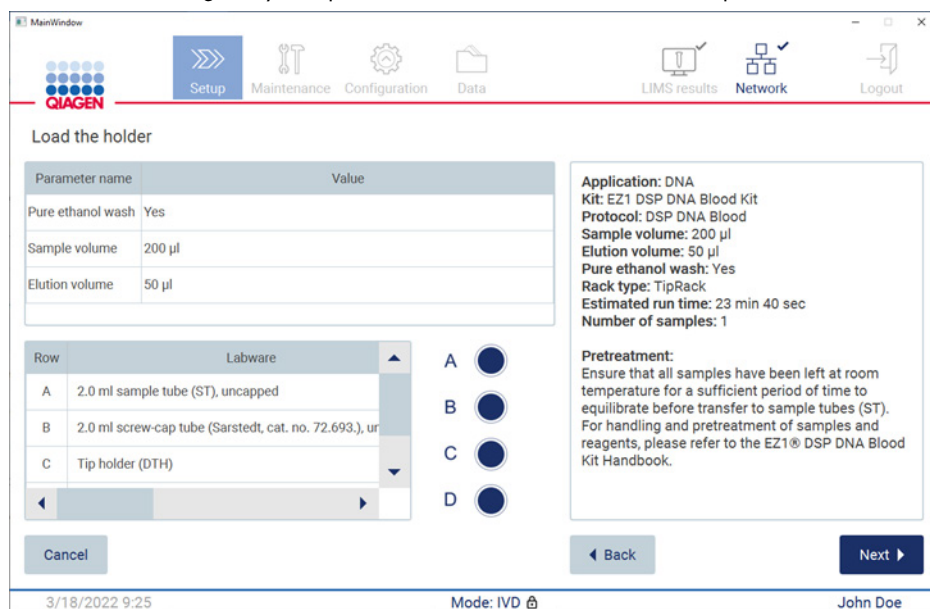 MainWindow
QIAGEN
Setup
Maintenance
Configuration
Data
LIMS results
Network
Logout
Load the holder
Parameter name Value
Pure ethanol wash Yes
Sample volume 200 µl
Elution volume 50 µl
Row Labware
A 2.0 ml sample tube (ST), uncapped
B 2.0 ml screw-cap tube (Sarstedt, cat. no. 72.693.), ur
C Tip holder (DTH)
A
B
C
D
Application: DNA
Kit: EZ1 DSP DNA Blood Kit
Protocol: DSP DNA Blood
Sample volume: 200 µl
Elution volume: 50 µl
Pure ethanol wash: Yes
Rack type: TipRack
Estimated run time: 23 min 40 sec
Number of samples: 1
Pretreatment:
Ensure that all samples have been left at room
temperature for a sufficient period of time to
equilibrate before transfer to sample tubes (ST).
For handling and pretreatment of samples and
reagents, please refer to the EZ1® DSP DNA Blood
Kit Handbook.
Cancel
Back
Next
3/18/2022 9:25
Mode: IVD
John Doe